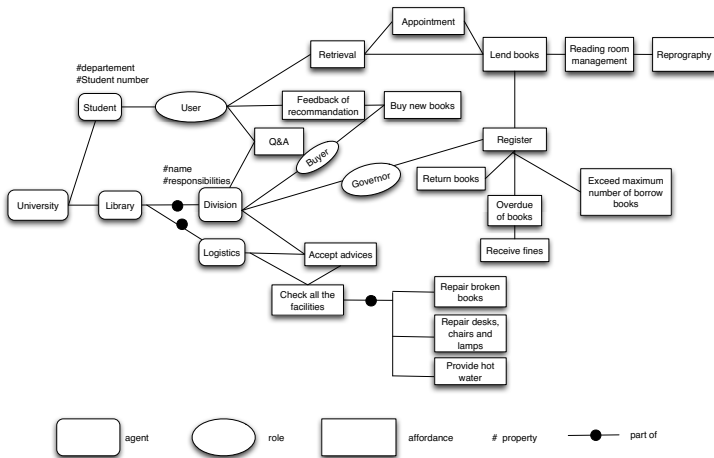 Appointment
Retrieval
Lend books
Reading room
management
Reprography
#departement
#Student number
Student
User
Feedback of
recommandation
Buy new books
Q&A
Buyer
Register
#name
#responsibilities
Governor
Return books
Exceed maximum
number of borrow
books
University
Library
Division
Overdue
of books
Logistics
Accept advices
Receive fines
Check all the
facilities
Repair broken
books
Repair desks,
chairs and
lamps
Provide hot
water
agent
role
affordance
# property
part of